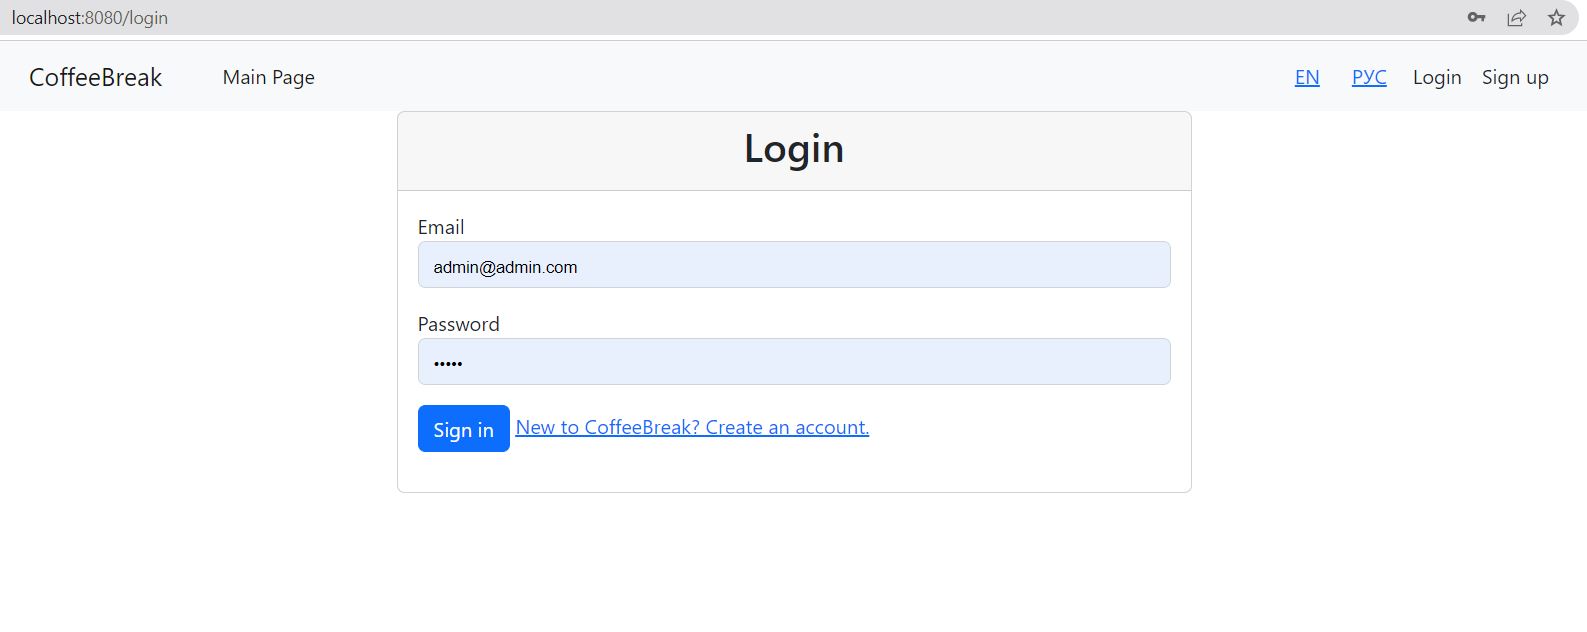 localhost:8080/login
CoffeeBreak Main Page EN РУС Login Sign up
Login
Email
admin@admin.com
Password
•••••
Sign in New to CoffeeBreak? Create an account.